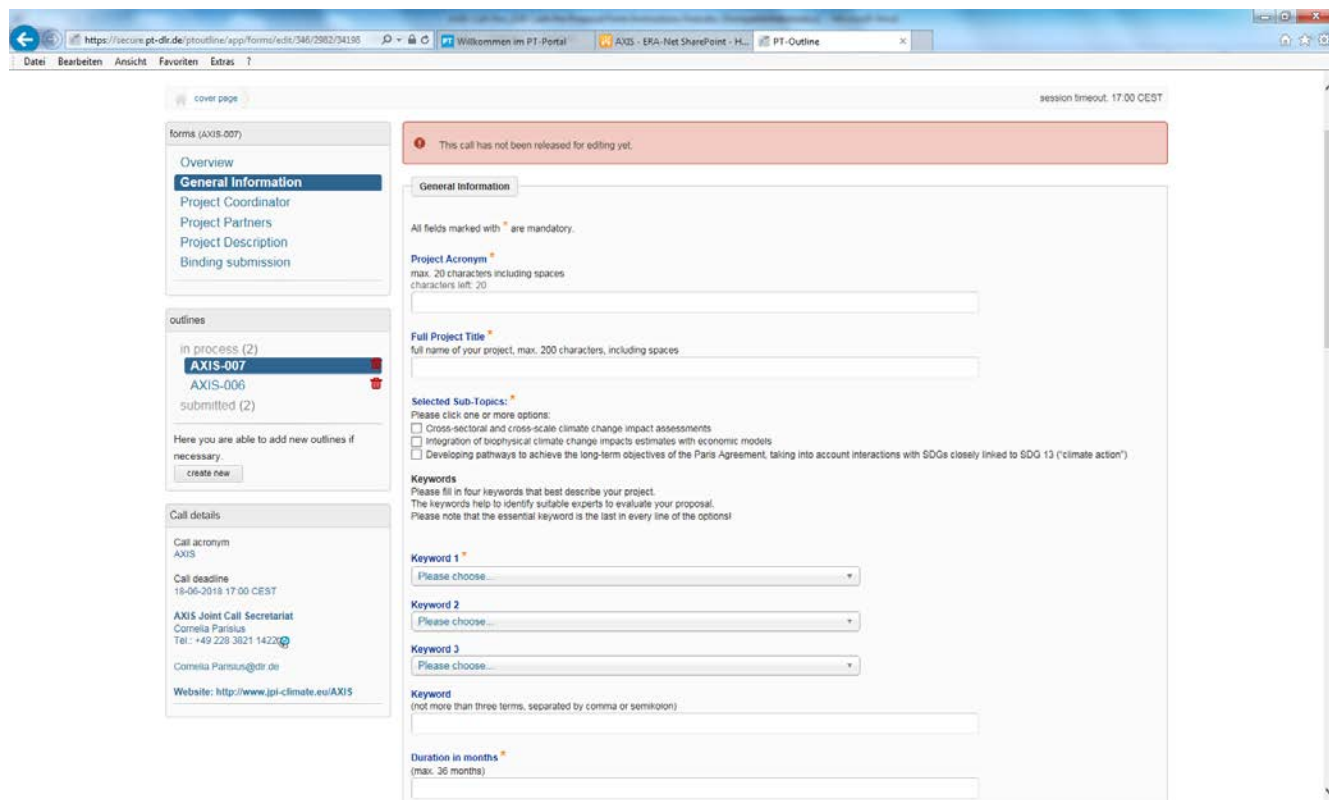 https://secure.pt-dlr.de/ptoutline/app/forms/edit/346/2982/34198
Willkommen im PT-Portal
AXIS - ERA-Net SharePoint - H...
PT-Outline
Datei Bearbeiten Ansicht Favoriten Extras ?
cover page
session timeout: 17:00 CEST
forms (AXIS-007)
Overview
General Information
Project Coordinator
Project Partners
Project Description
Binding submission
outlines
in process (2)
AXIS-007
AXIS-006
submitted (2)
Here you are able to add new outlines if
necessary.
create new
Call details
Call acronym
AXIS
Call deadline
18-06-2018 17:00 CEST
AXIS Joint Call Secretariat
Cornelia Parisius
Tel.: +49 228 3821 1422
Cornelia.Parisius@dlr.de
Website: http://www.jpi-climate.eu/AXIS
This call has not been released for editing yet.
General Information
All fields marked with * are mandatory.
Project Acronym *
max. 20 characters including spaces
characters left: 20
Full Project Title *
full name of your project, max. 200 characters, including spaces
Selected Sub-Topics: *
Please click one or more options:
Cross-sectoral and cross-scale climate change impact assessments
Integration of biophysical climate change impacts estimates with economic models
Developing pathways to achieve the long-term objectives of the Paris Agreement, taking into account interactions with SDGs closely linked to SDG 13 ("climate action")
Keywords
Please fill in four keywords that best describe your project.
The keywords help to identify suitable experts to evaluate your proposal.
Please note that the essential keyword is the last in every line of the options!
Keyword 1 *
Please choose...
Keyword 2
Please choose...
Keyword 3
Please choose...
Keyword
(not more than three terms, separated by comma or semikolon)
Duration in months *
(max. 36 months)